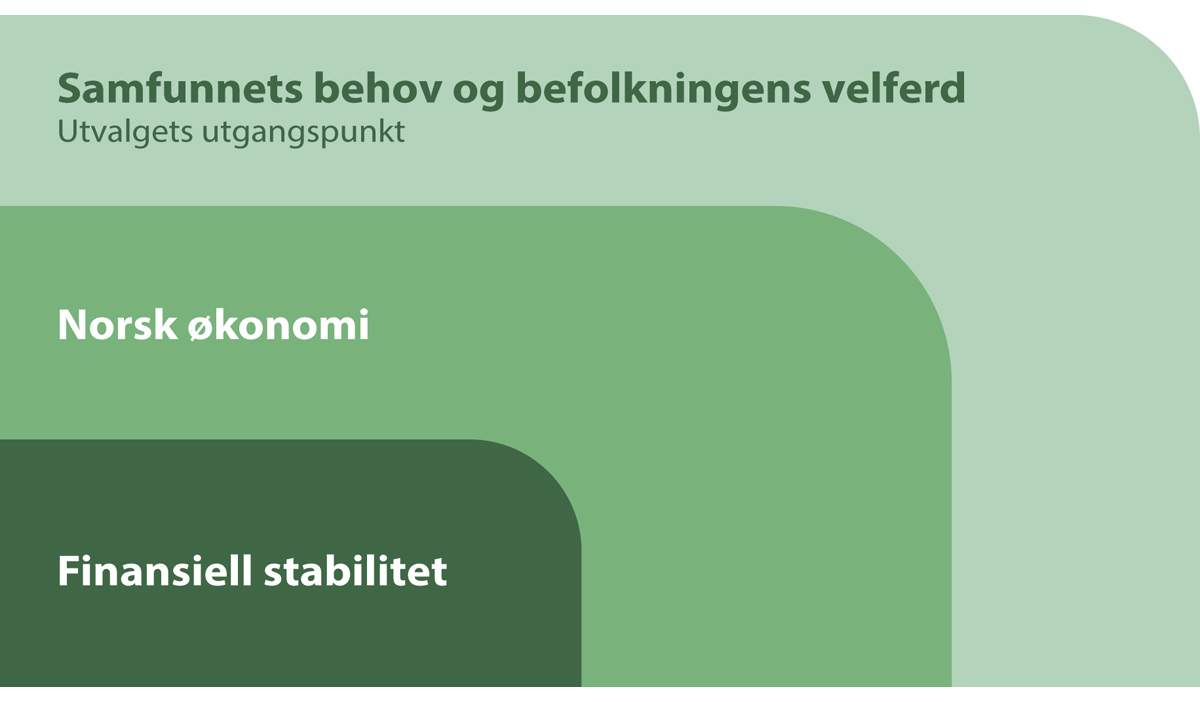 Samfunnets behov og befolkningens velferd
Utvalgets utgangspunkt
Norsk økonomi
Finansiell stabilitet